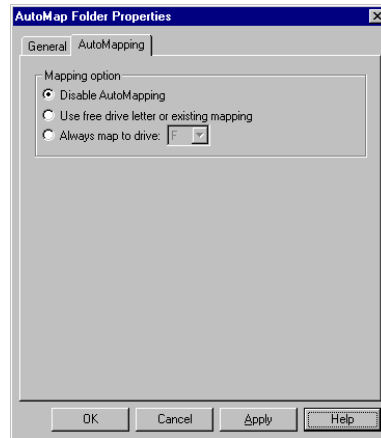 AutoMap Folder Properties
General AutoMapping
Mapping option
Disable AutoMapping
Use free drive letter or existing mapping
Always map to drive: F
OK Cancel Apply Help